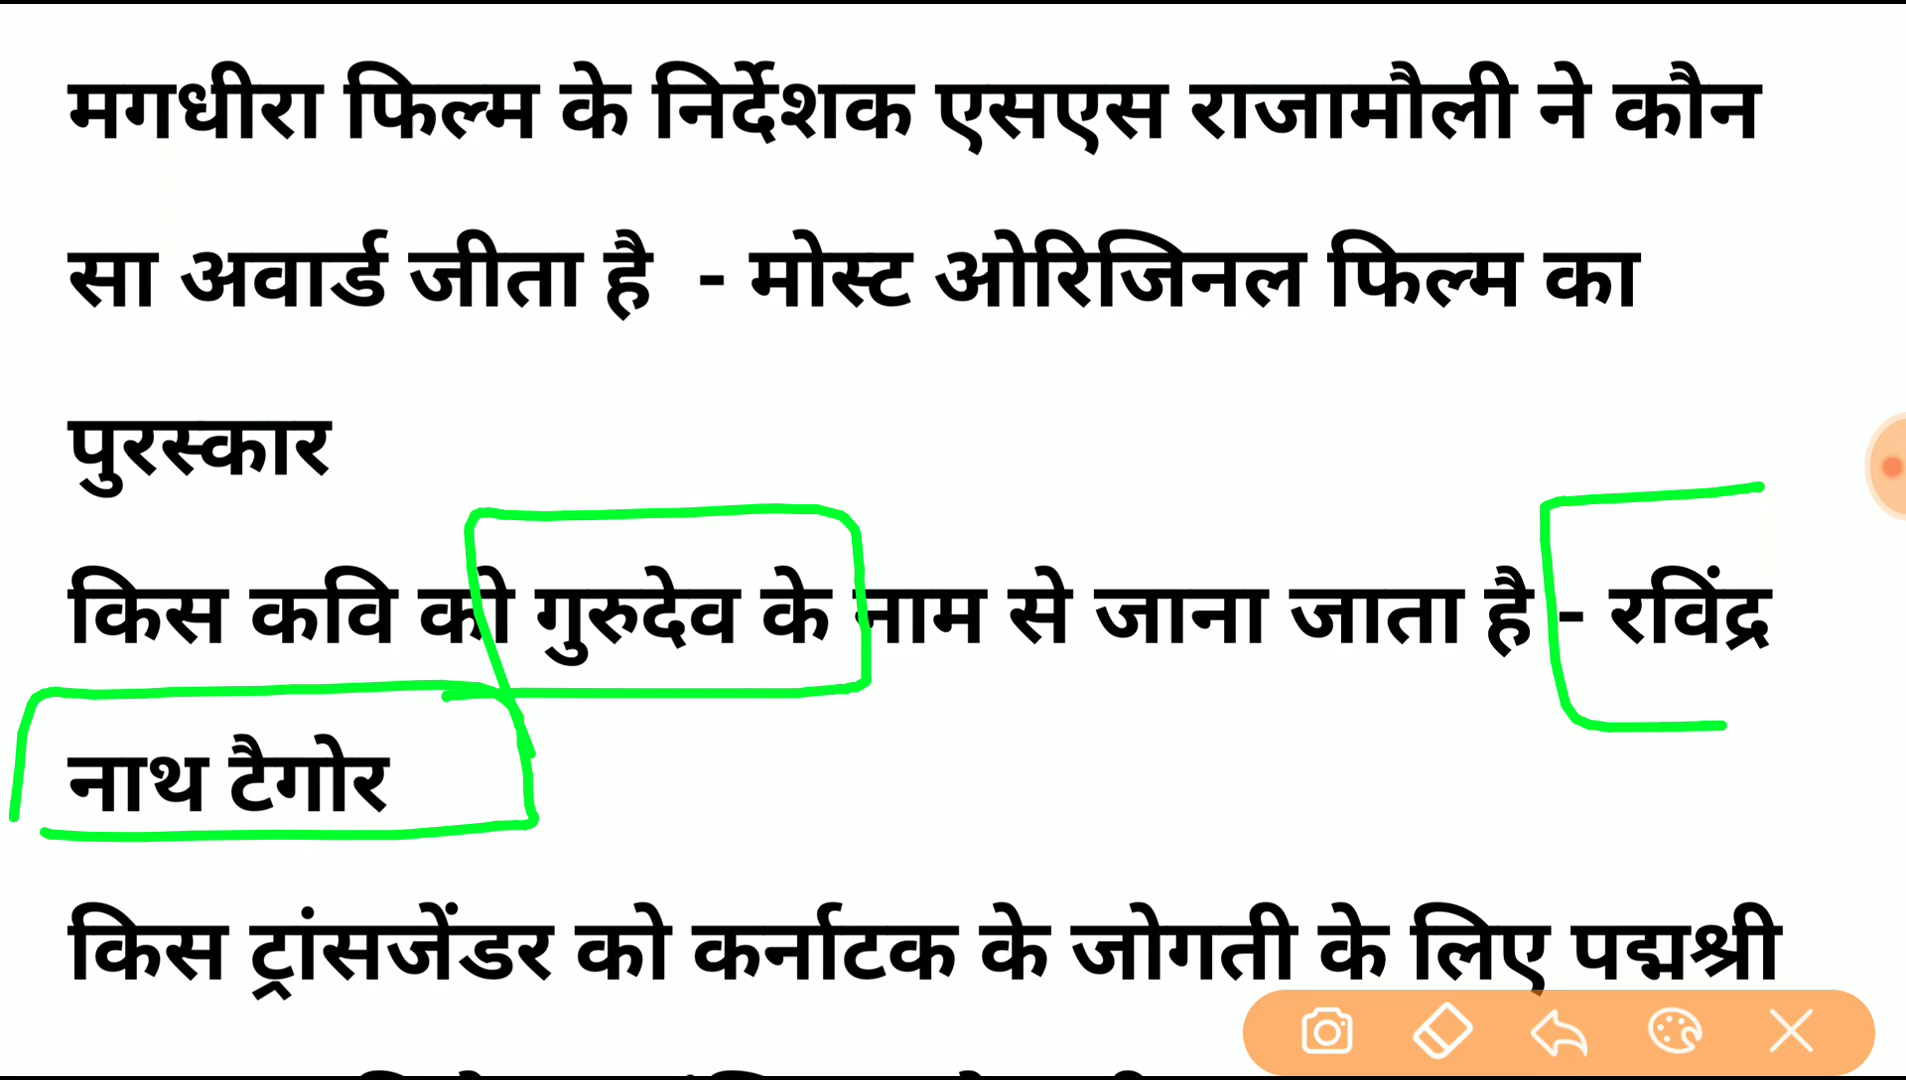 मगधीरा फिल्म के निर्देशक एसएस राजामौली ने कौन
सा अवार्ड जीता है - मोस्ट ओरिजिनल फिल्म का
पुरस्कार
किस कवि को गुरुदेव के नाम से जाना जाता है - रविंद्र
नाथ टैगोर
किस ट्रांसजेंडर को कर्नाटक के जोगती के लिए पद्मश्री